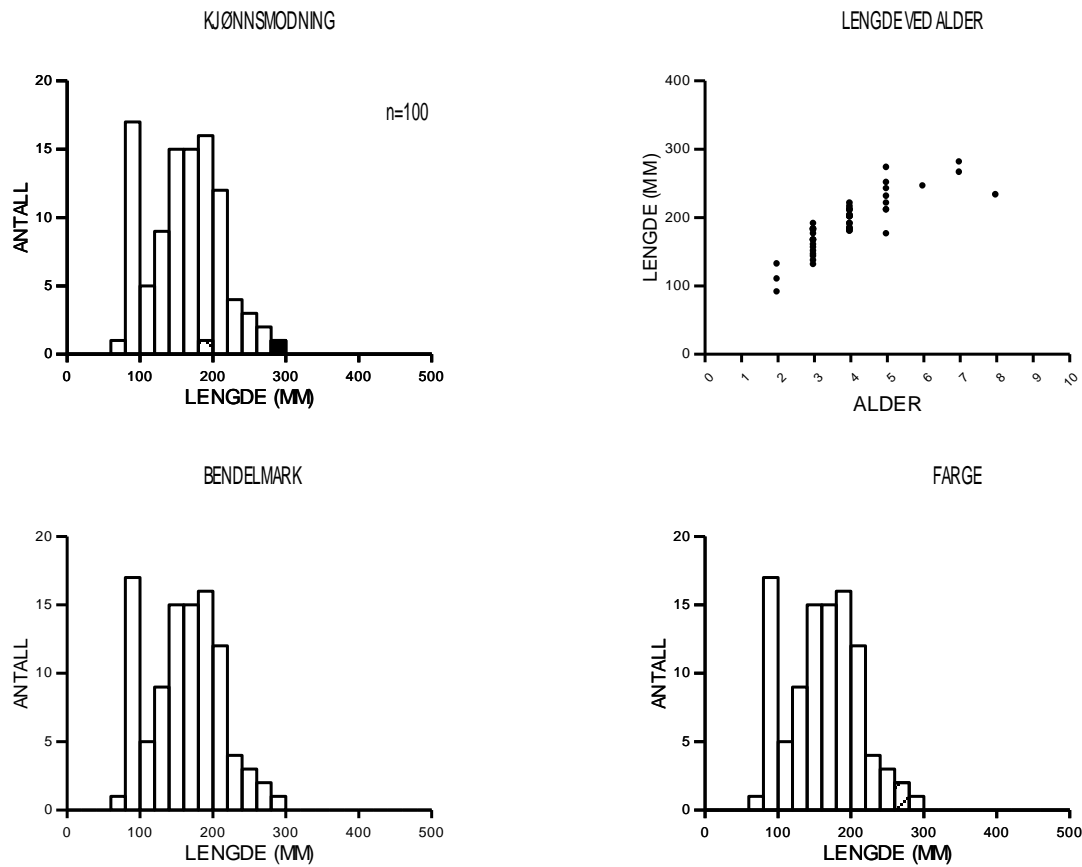 KJØNNSMODNING
n=100
ANTALL
20
15
10
5
0
0 100 200 300 400 500
LENGDE (MM)
LENGDE VED ALDER
LENGDE (MM)
400
300
200
100
0
0 1 2 3 4 5 6 7 8 9 10
ALDER
BENDELMARK
ANTALL
20
15
10
5
0
0 100 200 300 400 500
LENGDE (MM)
FARGE
ANTALL
20
15
10
5
0
0 100 200 300 400 500
LENGDE (MM)